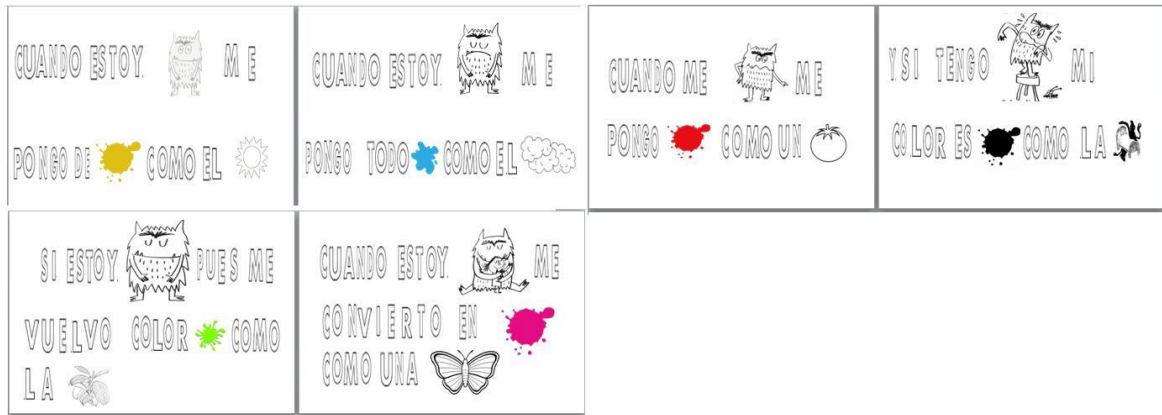 CUANDO ESTOY. ME
PONGO DE COMO EL
CUANDO ESTOY. ME
PONGO TODO COMO EL
CUANDO ME ME
PONGO COMO UN
Y SI TENGO MI
COLOR ES COMO LA
SI ESTOY. PUES ME
VUELVO COLOR COMO
LA
CUANDO ESTOY. ME
CONVIERTO EN
COMO UNA